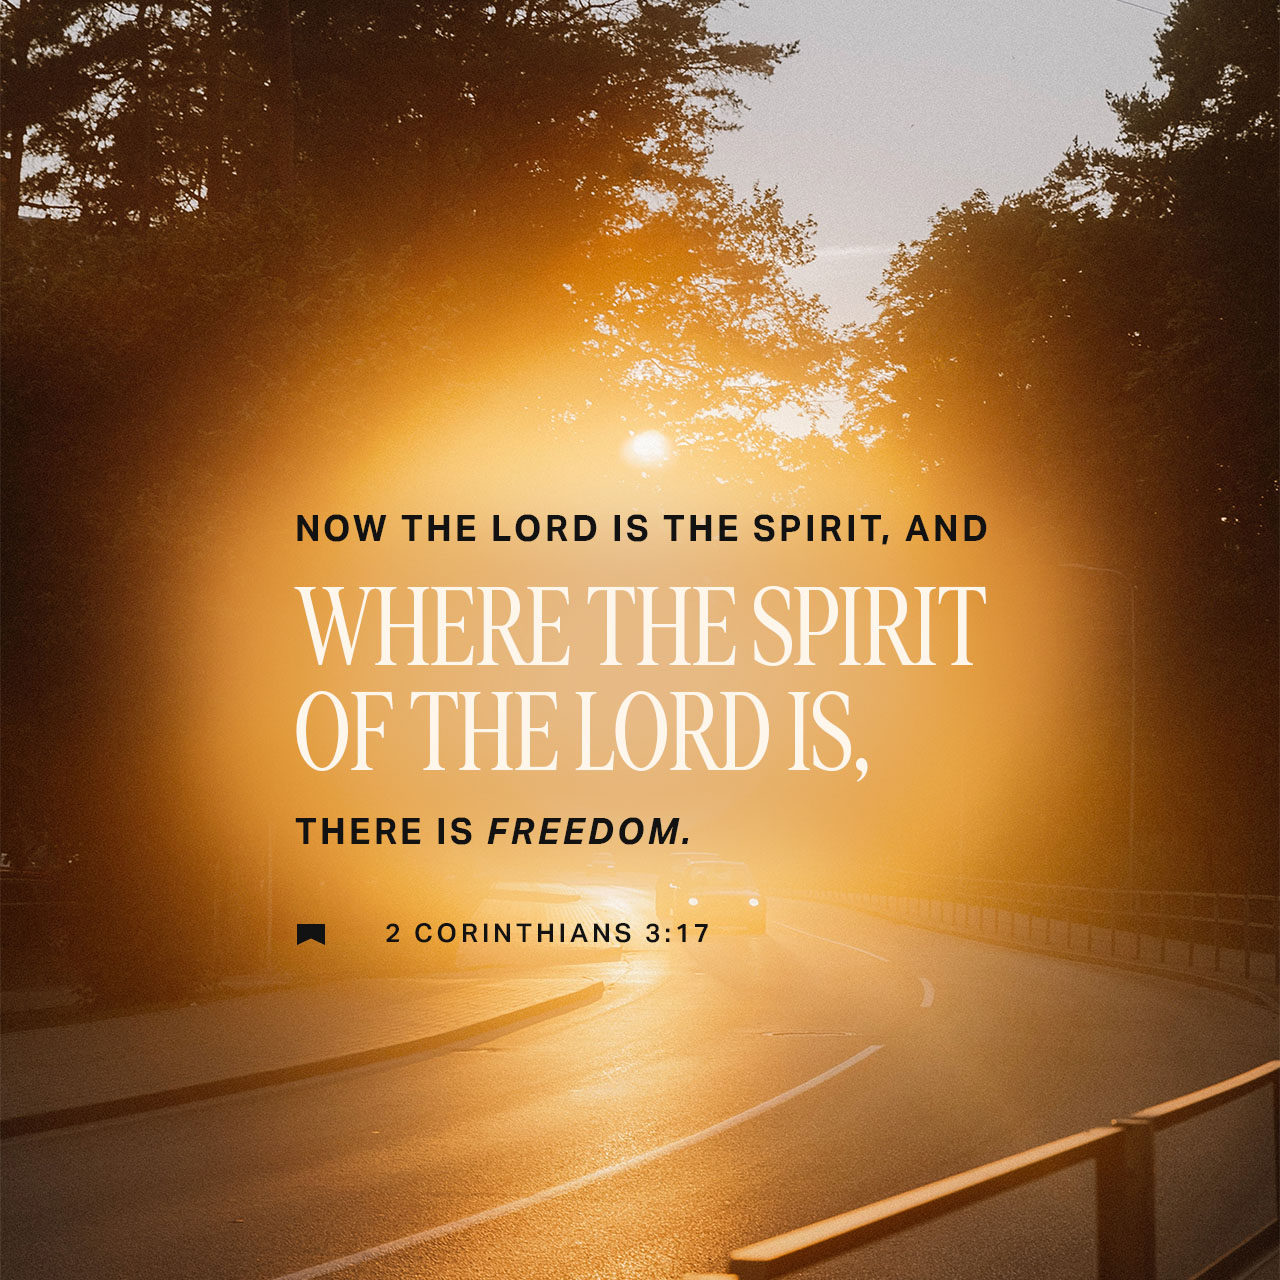 NOW THE LORD IS THE SPIRIT, AND
WHERE THE SPIRIT
OF THE LORD IS,
THERE IS FREEDOM.
2 CORINTHIANS 3:17